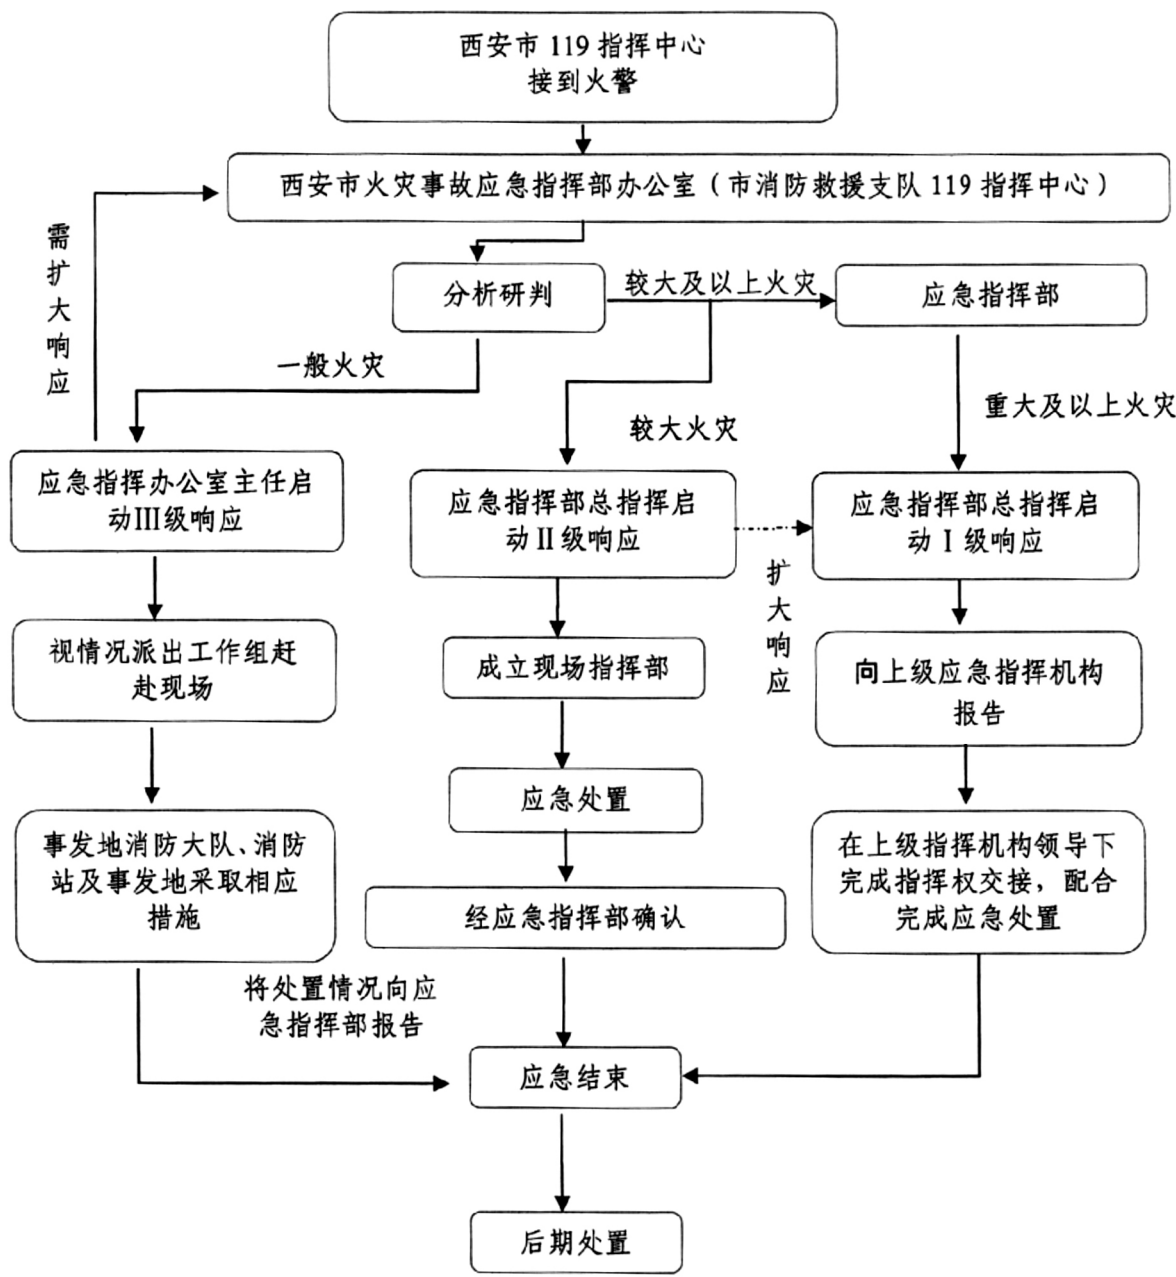 西安市 119 指挥中心
接到火警
西安市火灾事故应急指挥部办公室（市消防救援支队 119 指挥中心）
需扩大响应
分析研判
较大及以上火灾
应急指挥部
一般火灾
较大火灾
重大及以上火灾
应急指挥办公室主任启
动III级响应
应急指挥部总指挥启
动II级响应
应急指挥部总指挥启
动 I 级响应
扩大响应
视情况派出工作组赶
赴现场
成立现场指挥部
向上级应急指挥机构
报告
应急处置
事发地消防大队、消防
站及事发地采取相应
措施
经应急指挥部确认
在上级指挥机构领导下
完成指挥权交接，配合
完成应急处置
将处置情况向应
急指挥部报告
应急结束
后期处置